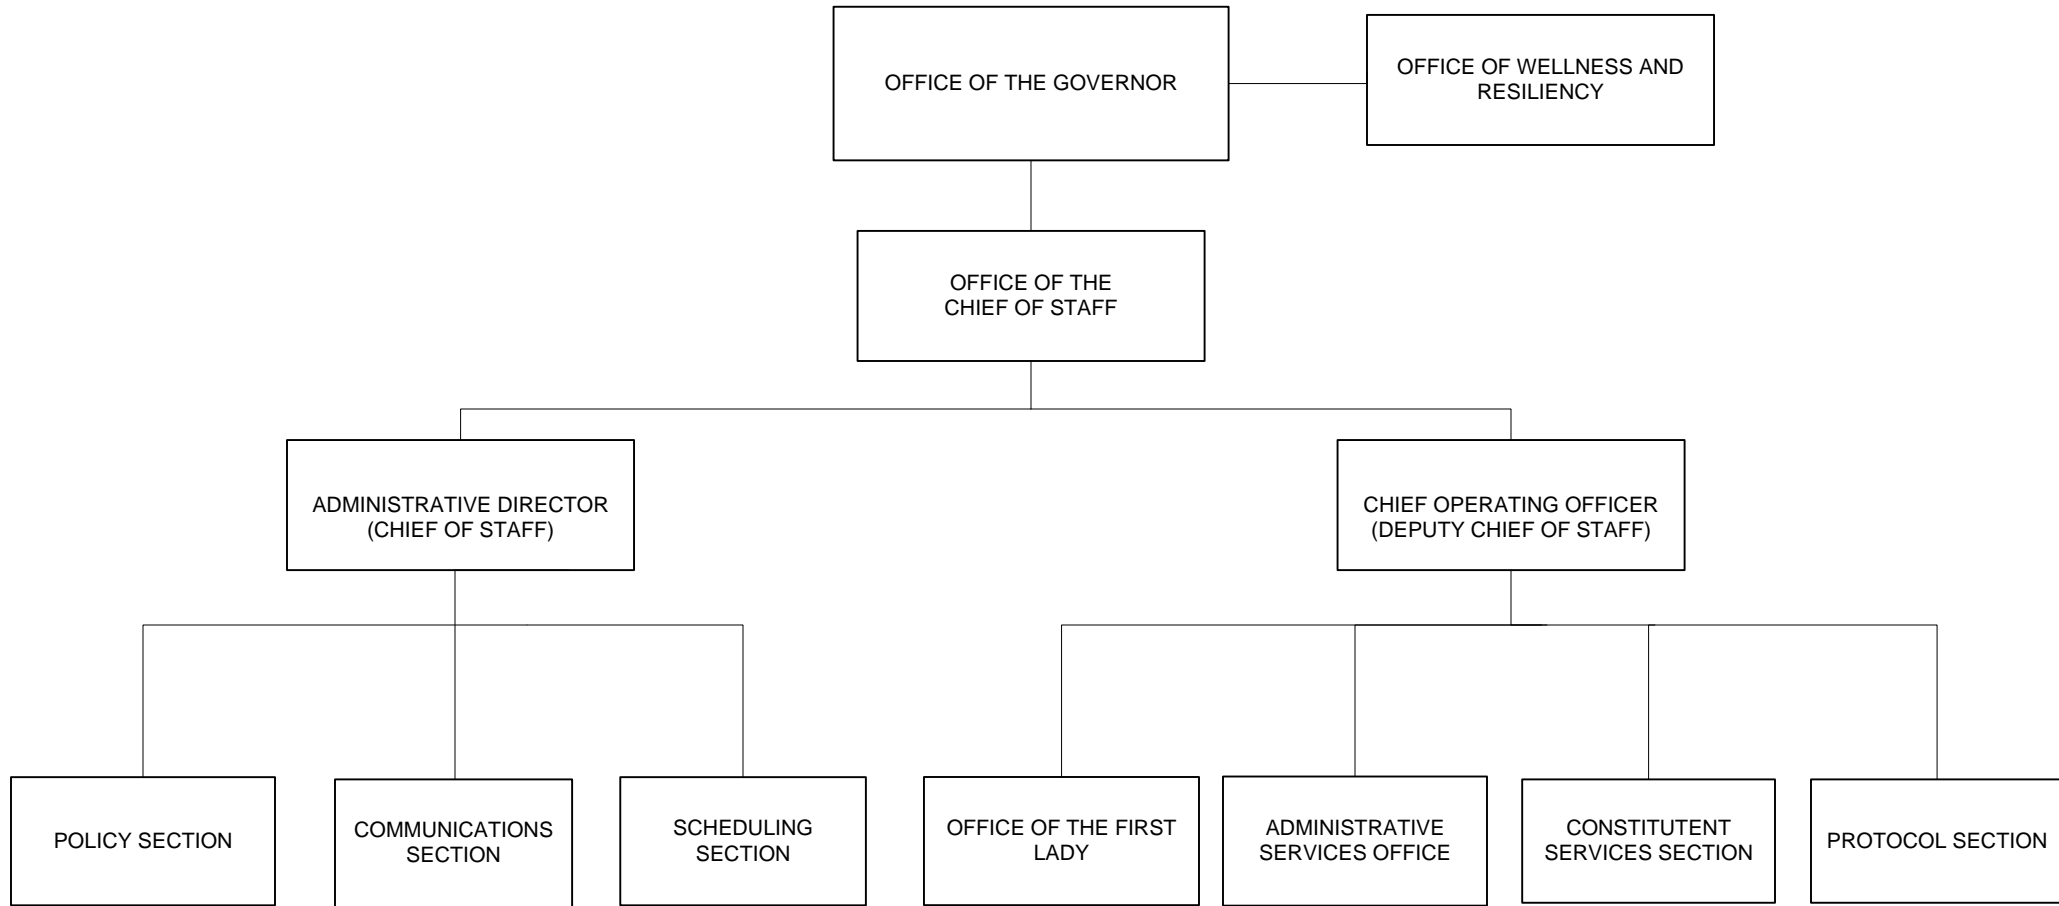 OFFICE OF THE GOVERNOR
OFFICE OF WELLNESS AND
RESILIENCY
OFFICE OF THE
CHIEF OF STAFF
ADMINISTRATIVE DIRECTOR
(CHIEF OF STAFF)
CHIEF OPERATING OFFICER
(DEPUTY CHIEF OF STAFF)
POLICY SECTION
COMMUNICATIONS
SECTION
SCHEDULING
SECTION
OFFICE OF THE FIRST
LADY
ADMINISTRATIVE
SERVICES OFFICE
CONSTITUTENT
SERVICES SECTION
PROTOCOL SECTION